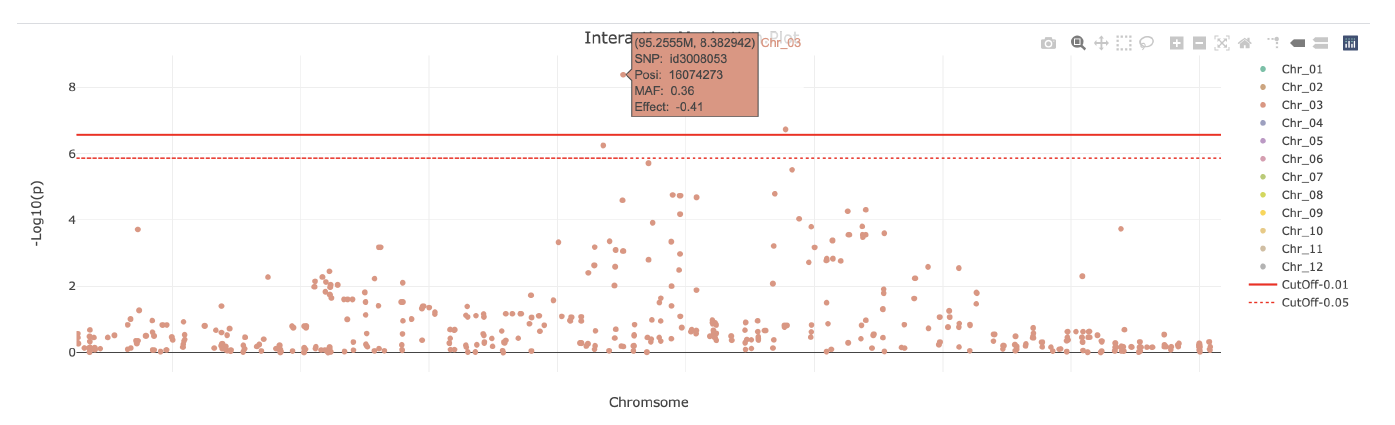 Intera
Plot
(95.2555M, 8.382942) Chr_03
SNP: id3008053
Posi: 16074273
MAF: 0.36
Effect: -0.41
8
6
4
2
0
-Log10(p)
Chromsome
Chr_01
Chr_02
Chr_03
Chr_04
Chr_05
Chr_06
Chr_07
Chr_08
Chr_09
Chr_10
Chr_11
Chr_12
CutOff-0.01
CutOff-0.05